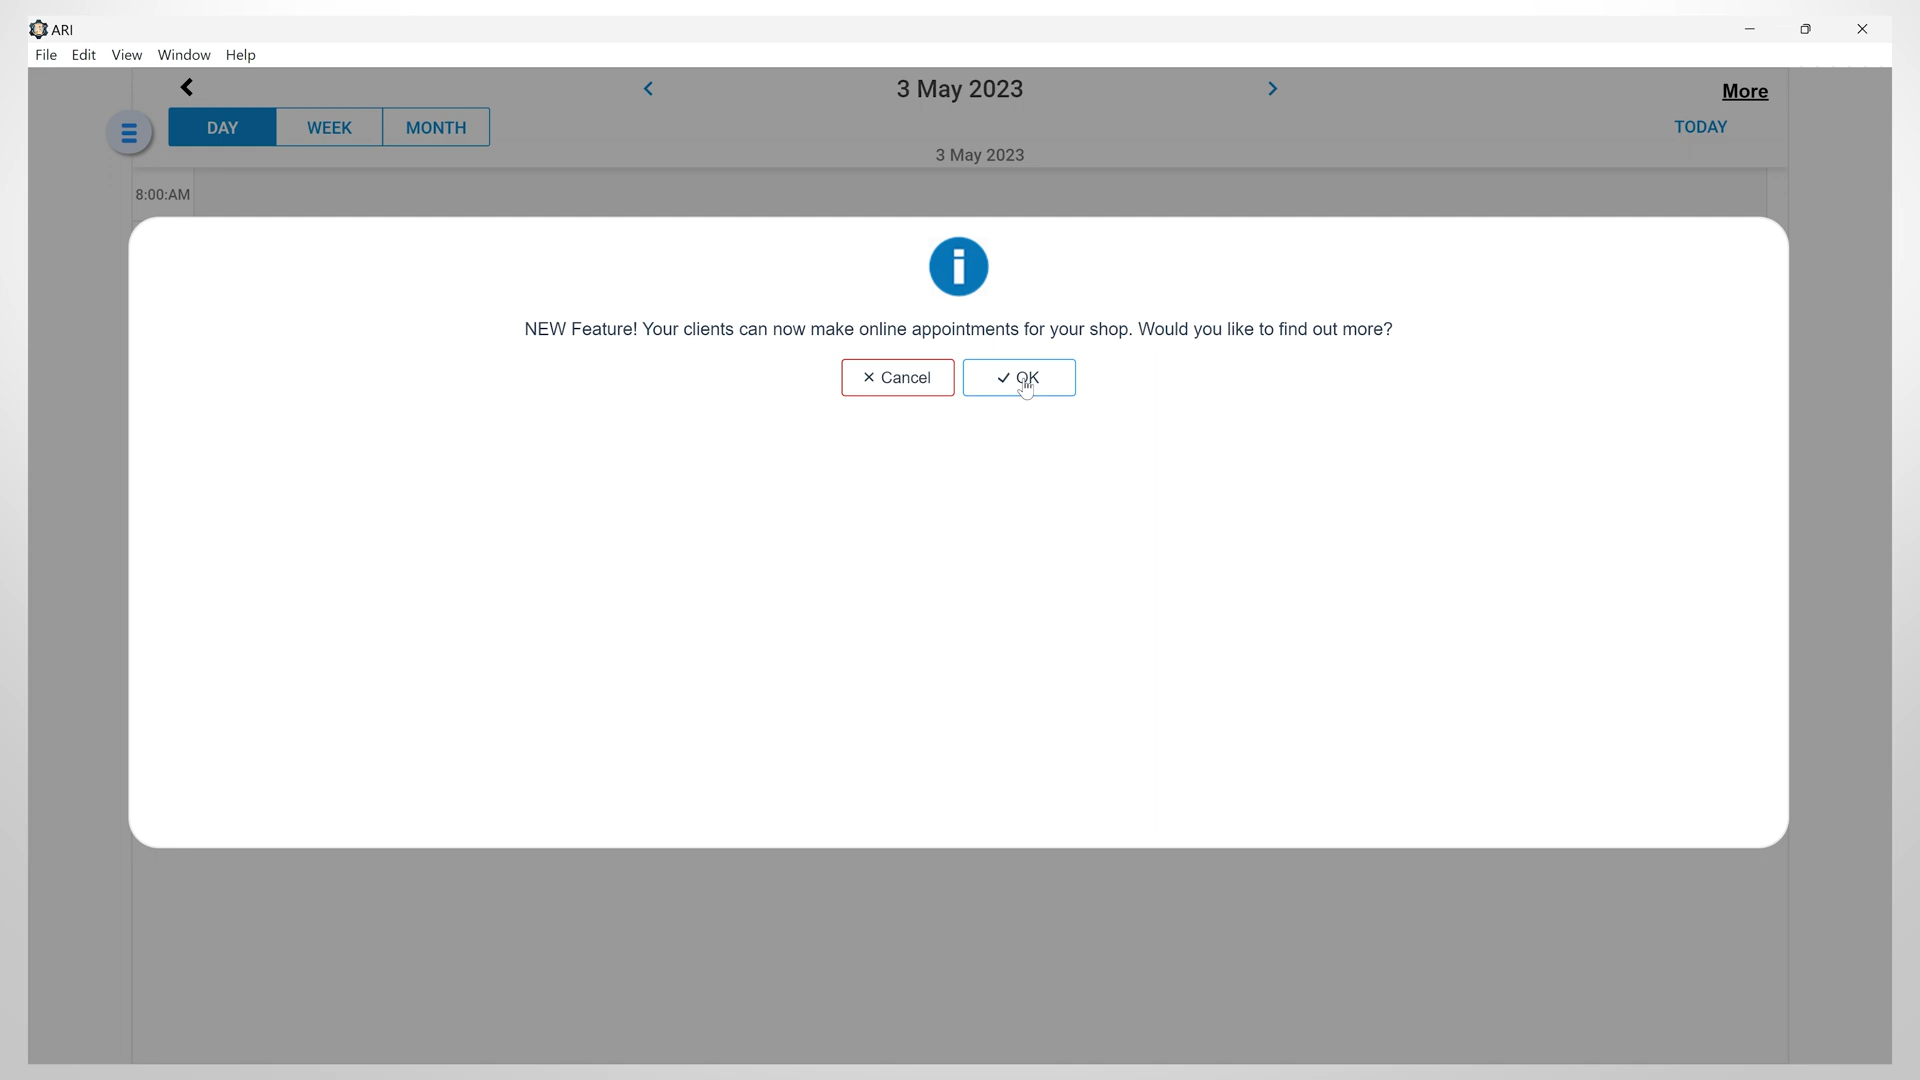 ARI
File Edit View Window Help
3 May 2023
More
DAY WEEK MONTH
TODAY
3 May 2023
8:00:AM
NEW Feature! Your clients can now make online appointments for your shop. Would you like to find out more?
Cancel
OK